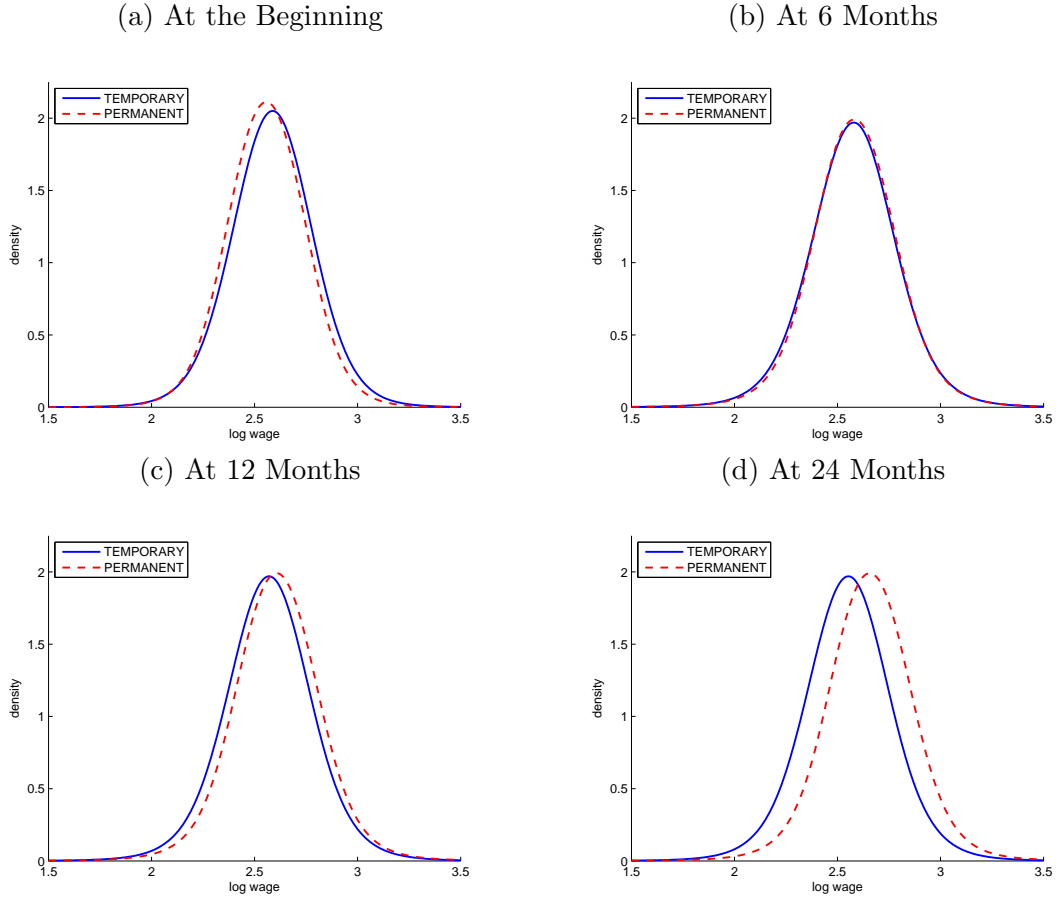 (a) At the Beginning
TEMPORARY
PERMANENT
2
1.5
1
0.5
0
density
1.5 2 2.5 3 3.5
log wage
(b) At 6 Months
TEMPORARY
PERMANENT
2
1.5
1
0.5
0
density
1.5 2 2.5 3 3.5
log wage
(c) At 12 Months
TEMPORARY
PERMANENT
2
1.5
1
0.5
0
density
1.5 2 2.5 3 3.5
log wage
(d) At 24 Months
TEMPORARY
PERMANENT
2
1.5
1
0.5
0
density
1.5 2 2.5 3 3.5
log wage